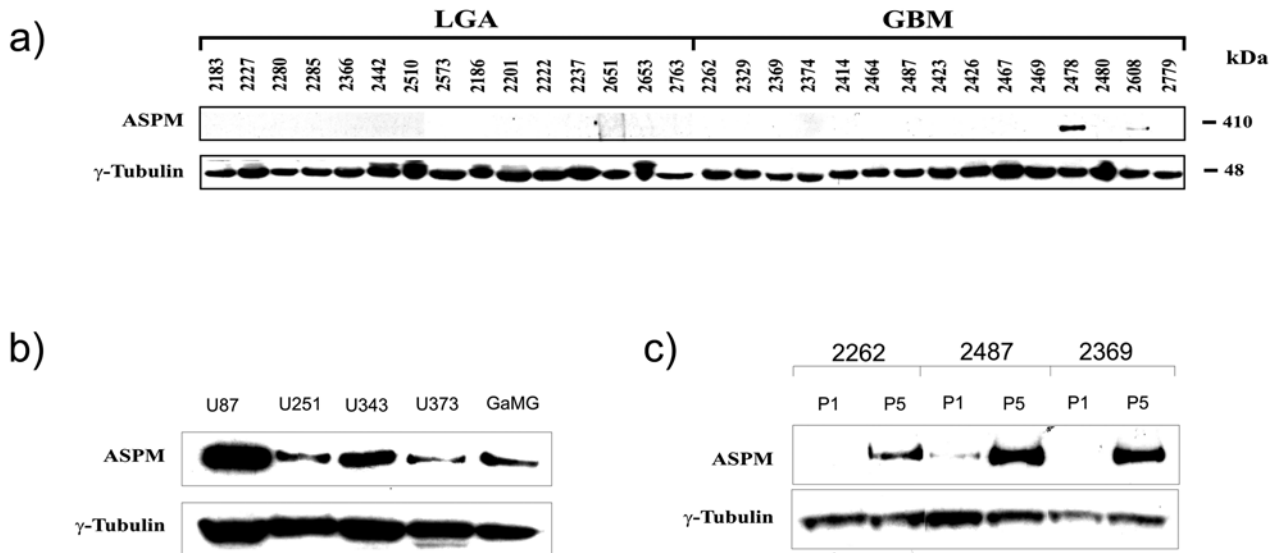 a)
LGA GBM
2183 2227 2280 2285 2366 2442 2510 2573 2186 2201 2222 2237 2651 2653 2763 2262 2329 2369 2374 2414 2464 2487 2423 2426 2467 2469 2478 2480 2608 2779 kDa
ASPM 410
γ-Tubulin 48
b)
U87 U251 U343 U373 GaMG
ASPM
γ-Tubulin
c)
2262 2487 2369
P1 P5 P1 P5 P1 P5
ASPM
γ-Tubulin